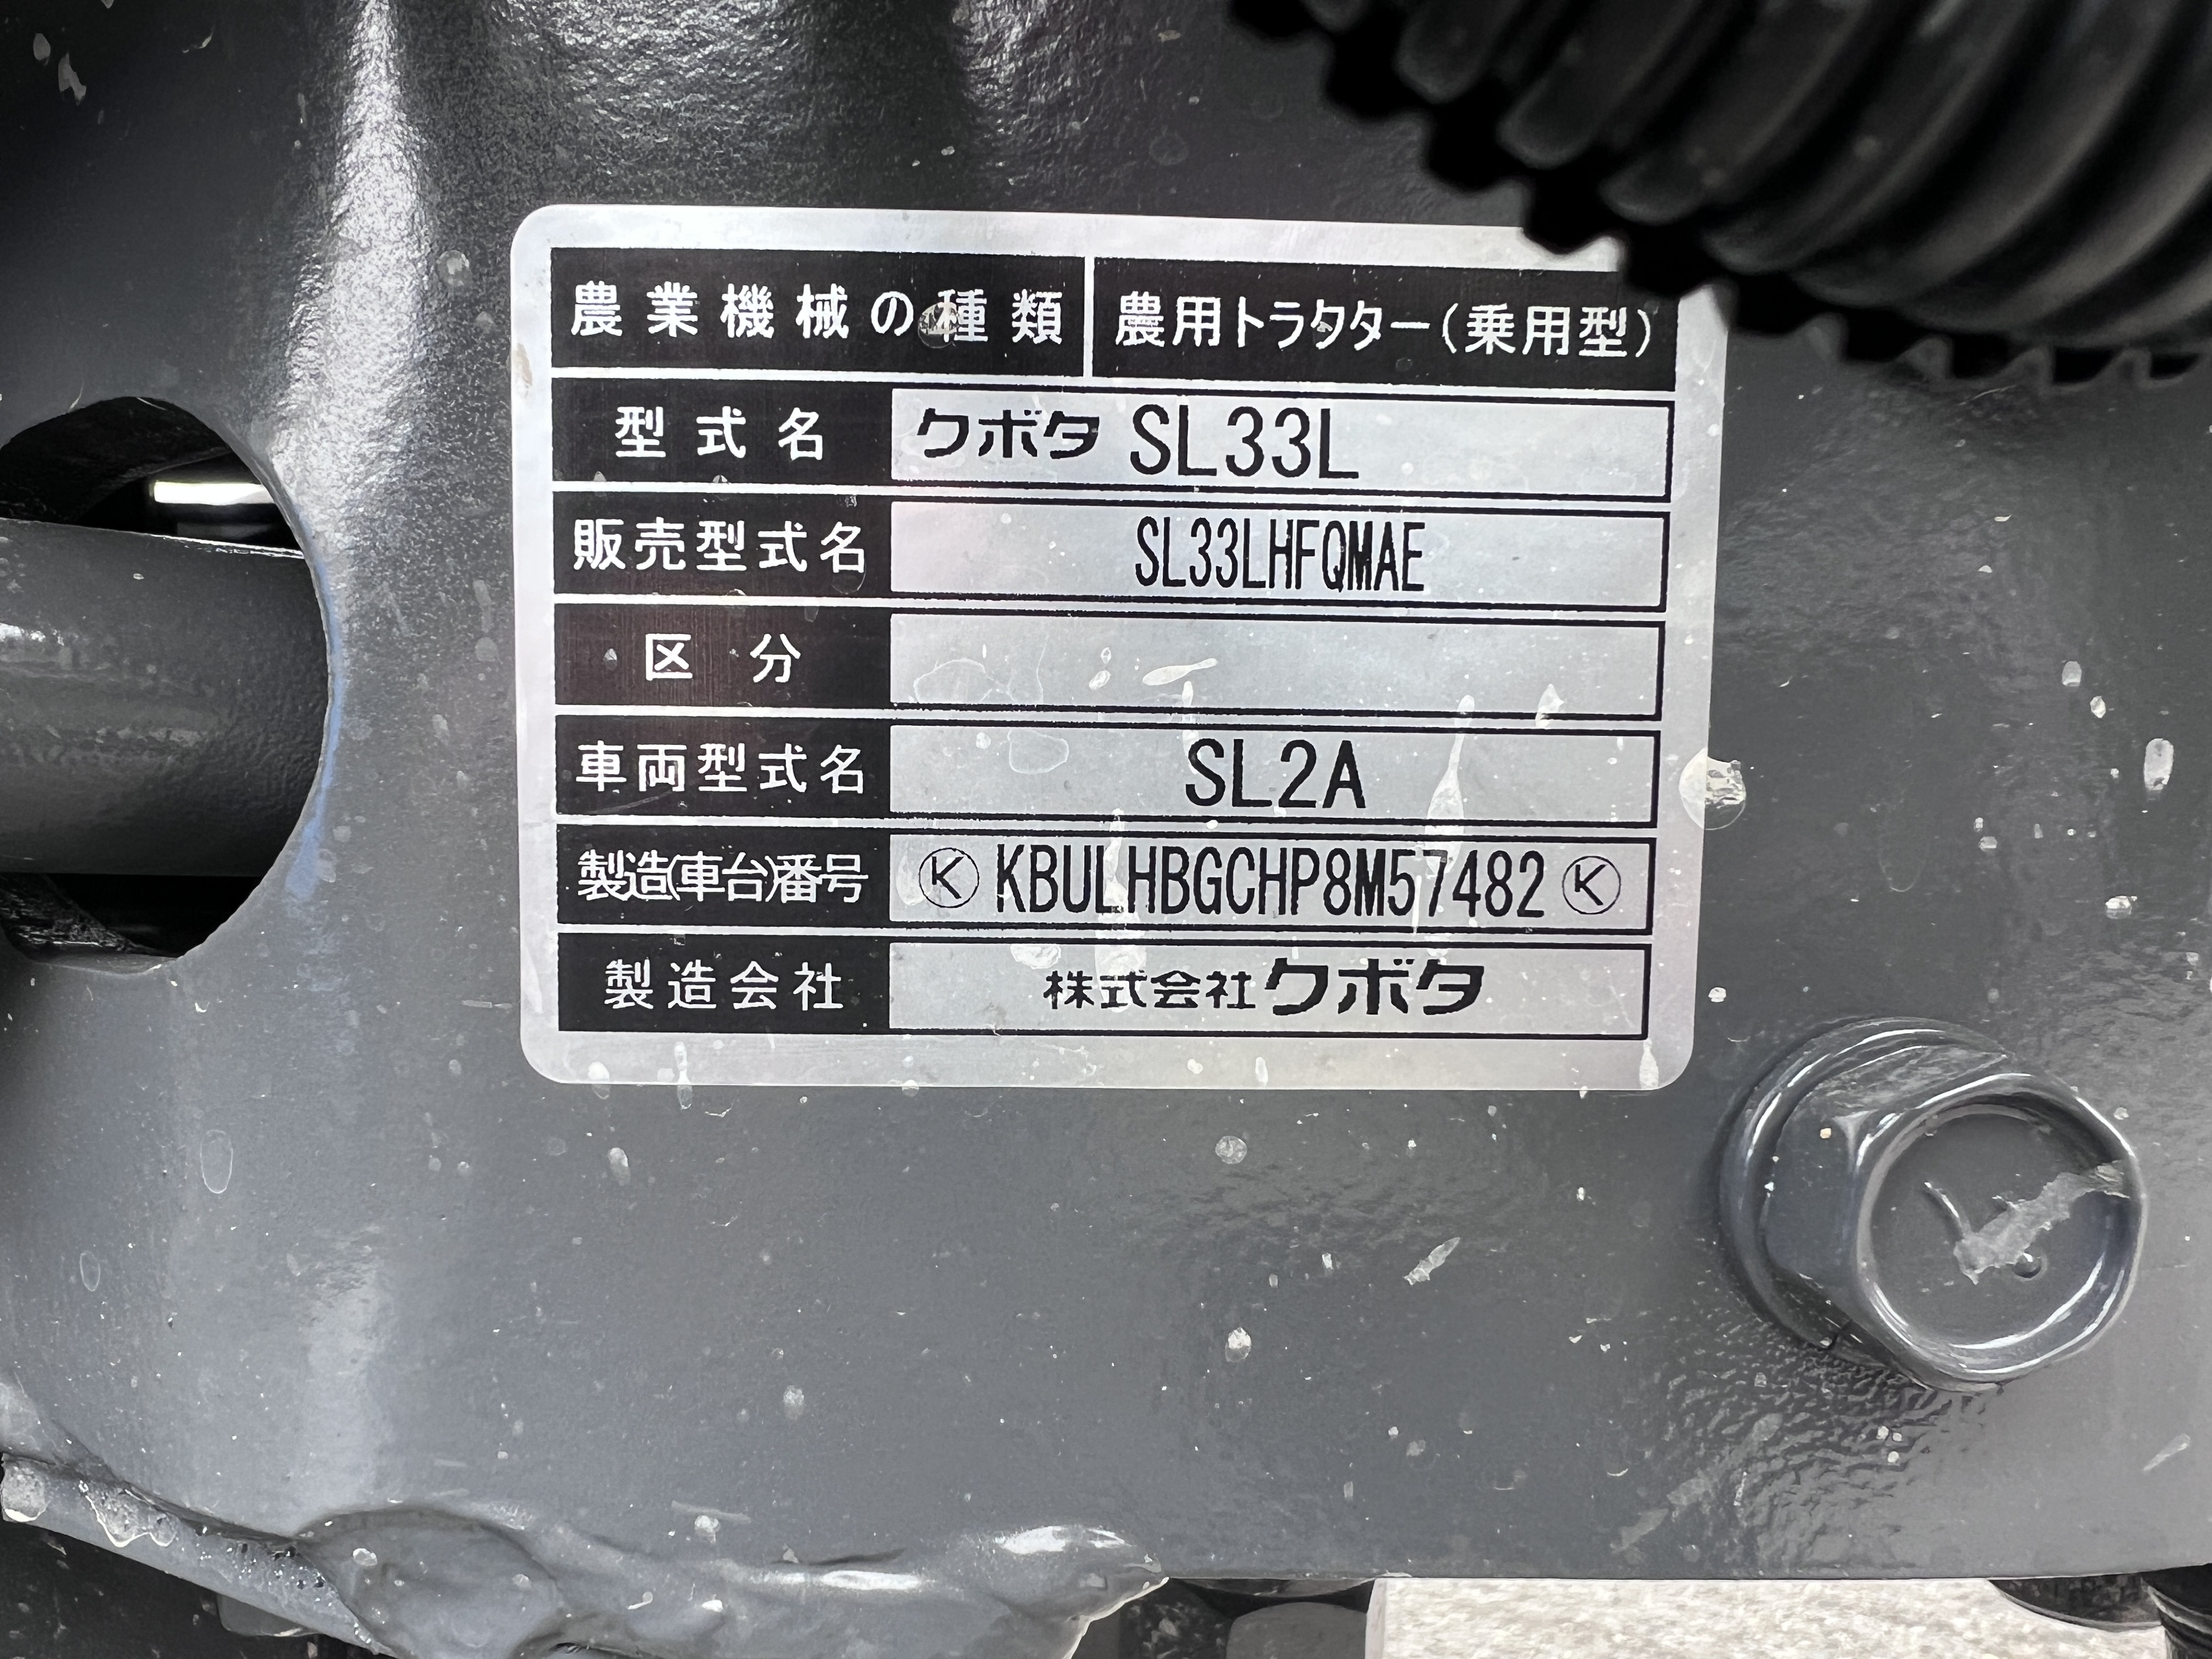 農業機械の種類 農用トラクター(乗用型)
型式名 クボタ SL33L
販売型式名 SL33LHFQMAE
区分
車両型式名 SL2A
製造(車台)番号 Ⓚ KBULHBGCHP8M57482 Ⓚ
製造会社 株式会社クボタ